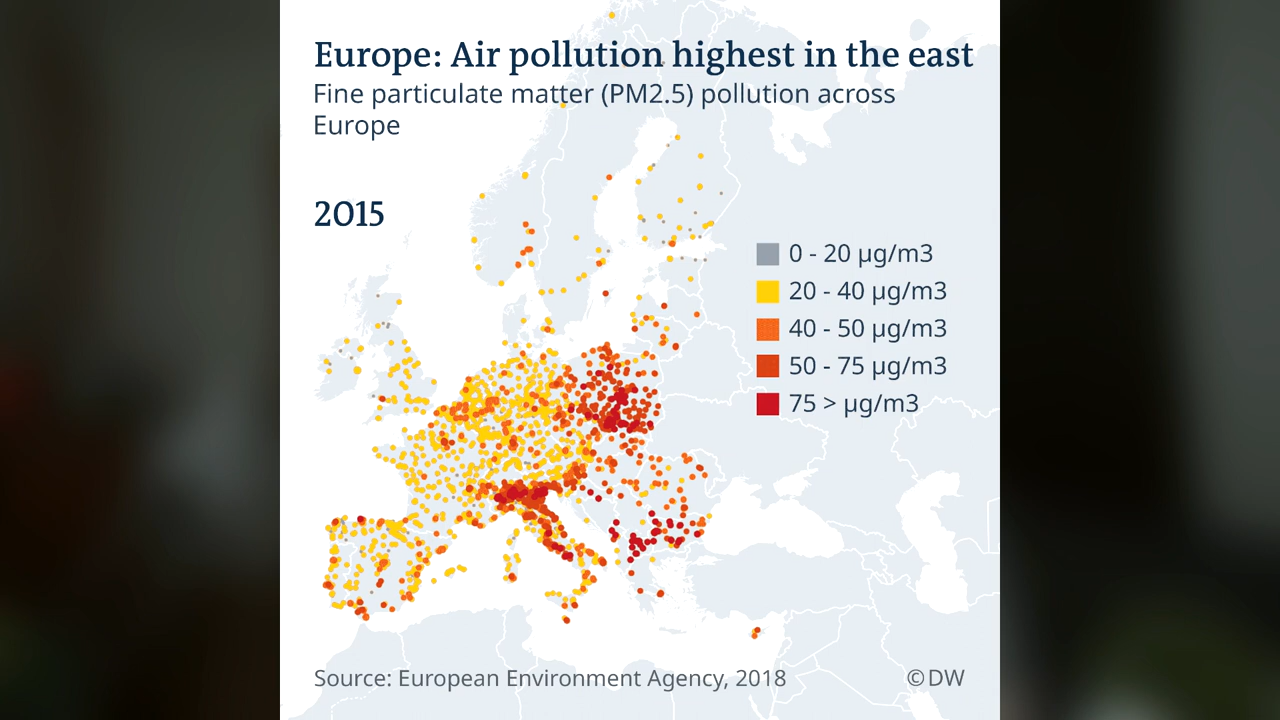 Europe: Air pollution highest in the east
Fine particulate matter (PM2.5) pollution across
Europe
2015
0 - 20 µg/m3
20 - 40 µg/m3
40 - 50 µg/m3
50 - 75 µg/m3
75 > µg/m3
Source: European Environment Agency, 2018
©DW